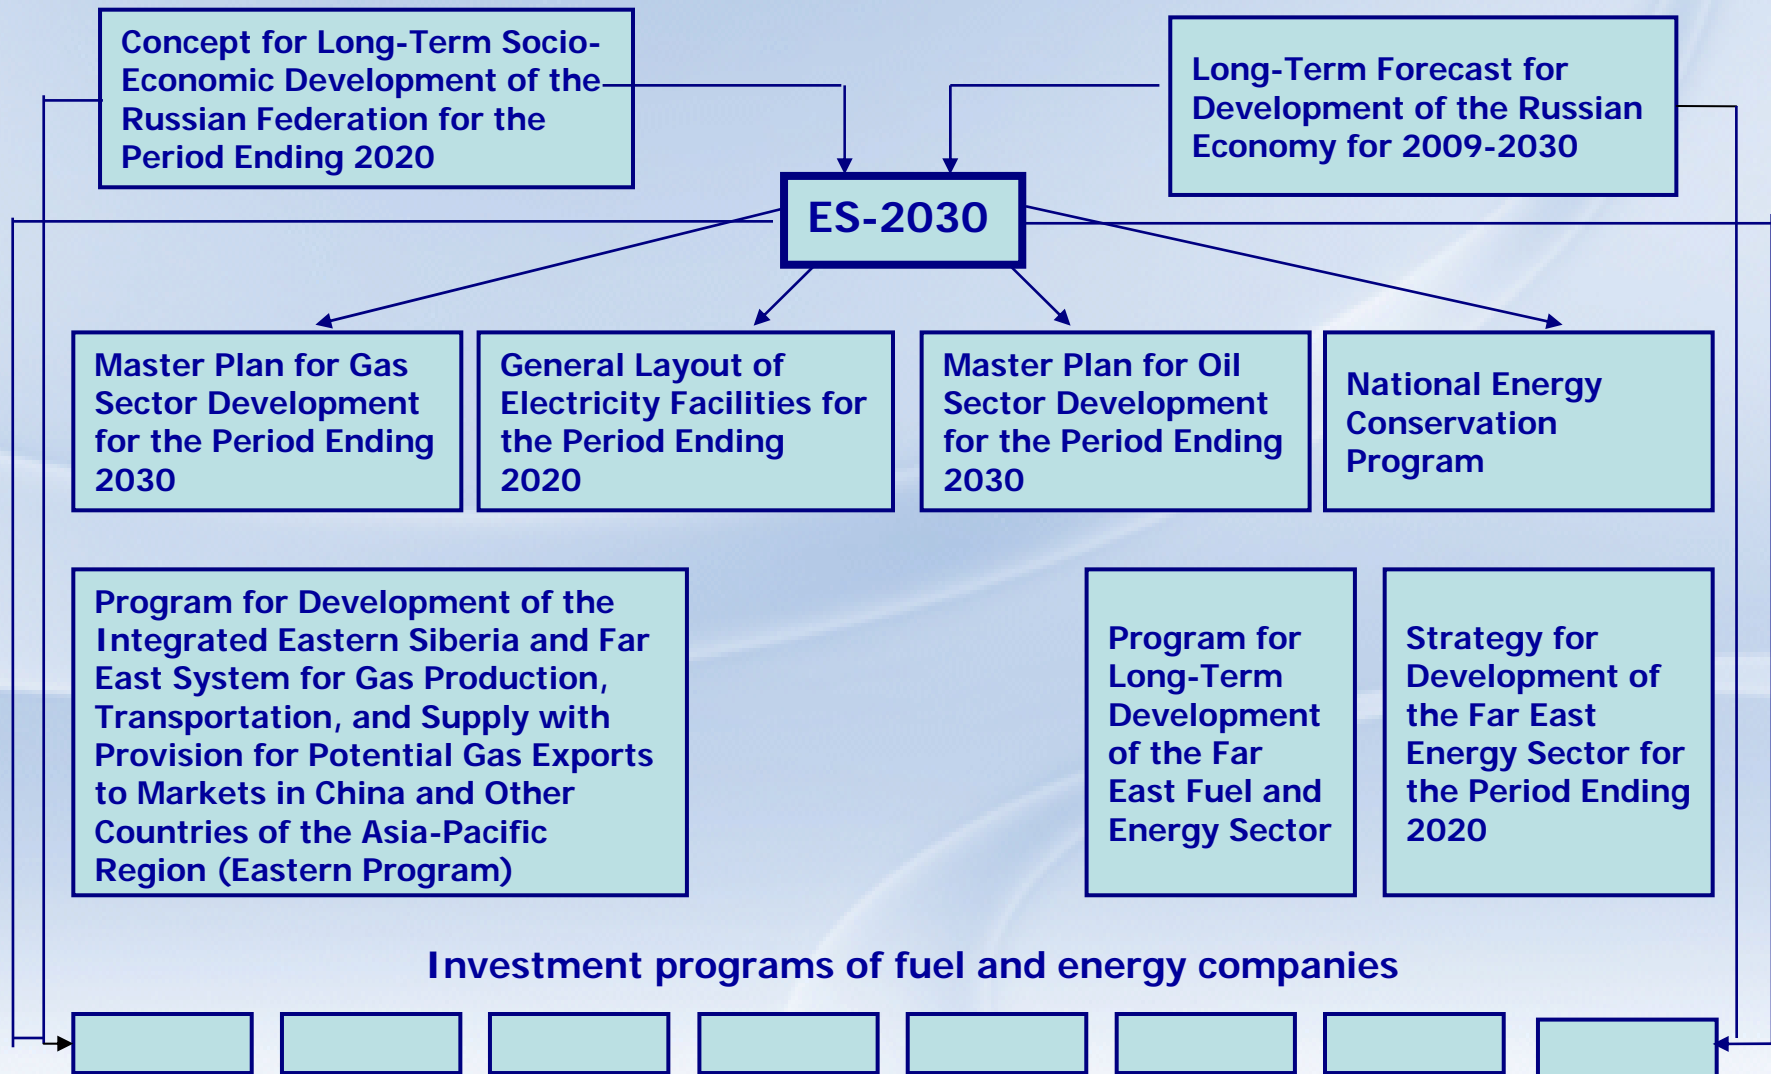 Concept for Long-Term Socio-
Economic Development of the
Russian Federation for the
Period Ending 2020
Long-Term Forecast for
Development of the Russian
Economy for 2009-2030
ES-2030
Master Plan for Gas
Sector Development
for the Period Ending
2030
General Layout of
Electricity Facilities for
the Period Ending
2020
Master Plan for Oil
Sector Development
for the Period Ending
2030
National Energy
Conservation
Program
Program for Development of the
Integrated Eastern Siberia and Far
East System for Gas Production,
Transportation, and Supply with
Provision for Potential Gas Exports
to Markets in China and Other
Countries of the Asia-Pacific
Region (Eastern Program)
Program for
Long-Term
Development
of the Far
East Fuel and
Energy Sector
Strategy for
Development of
the Far East
Energy Sector for
the Period Ending
2020
Investment programs of fuel and energy companies